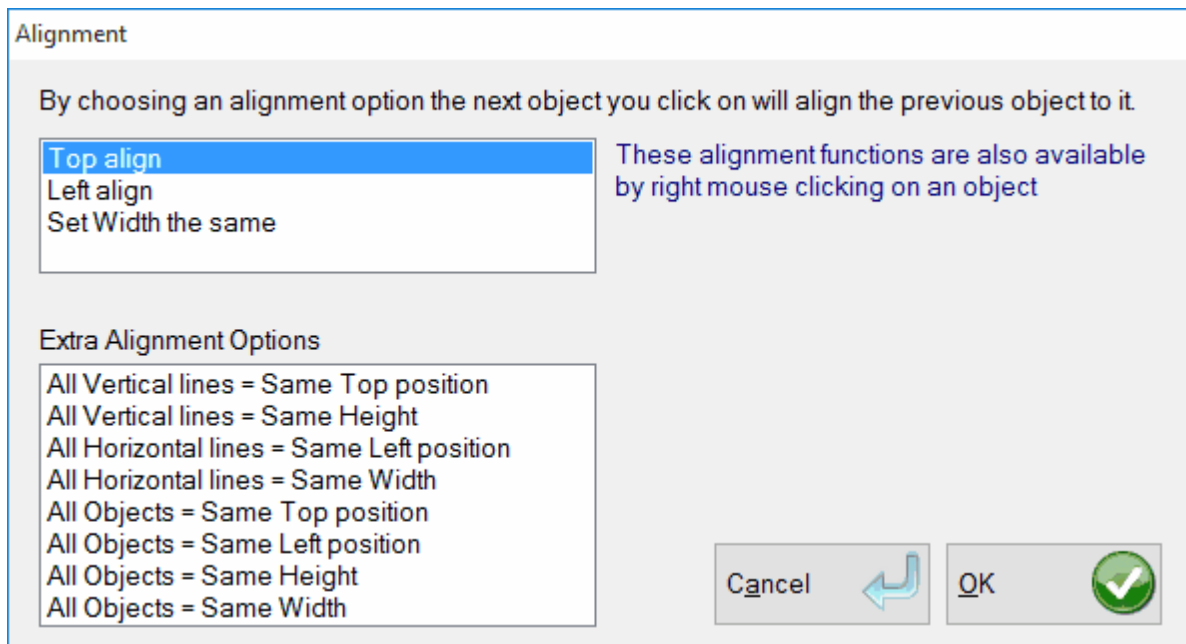 Alignment
By choosing an alignment option the next object you click on will align the previous object to it.
Top align
Left align
Set Width the same
These alignment functions are also available
by right mouse clicking on an object
Extra Alignment Options
All Vertical lines = Same Top position
All Vertical lines = Same Height
All Horizontal lines = Same Left position
All Horizontal lines = Same Width
All Objects = Same Top position
All Objects = Same Left position
All Objects = Same Height
All Objects = Same Width
Cancel
OK